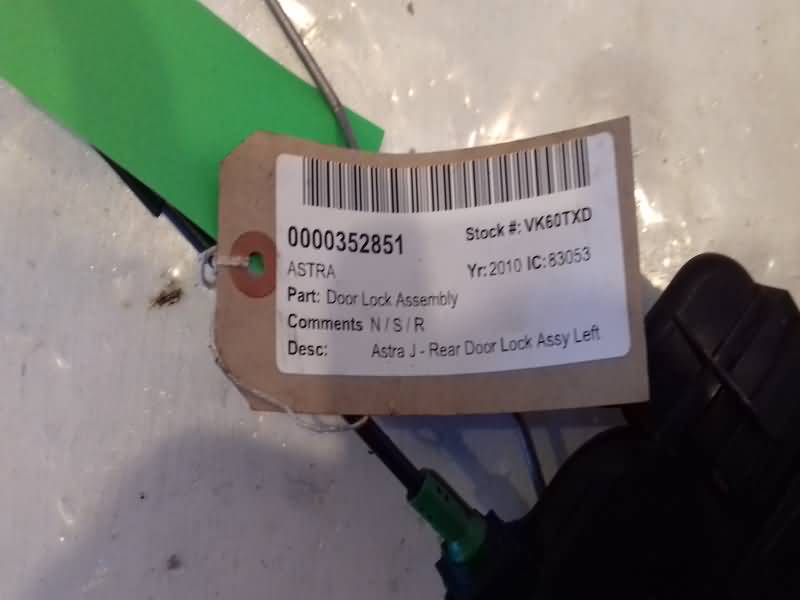 0000352851 Stock #: VK60TXD
ASTRA Yr: 2010 IC: 83053
Part: Door Lock Assembly
Comments N / S / R
Desc: Astra J - Rear Door Lock Assy Left